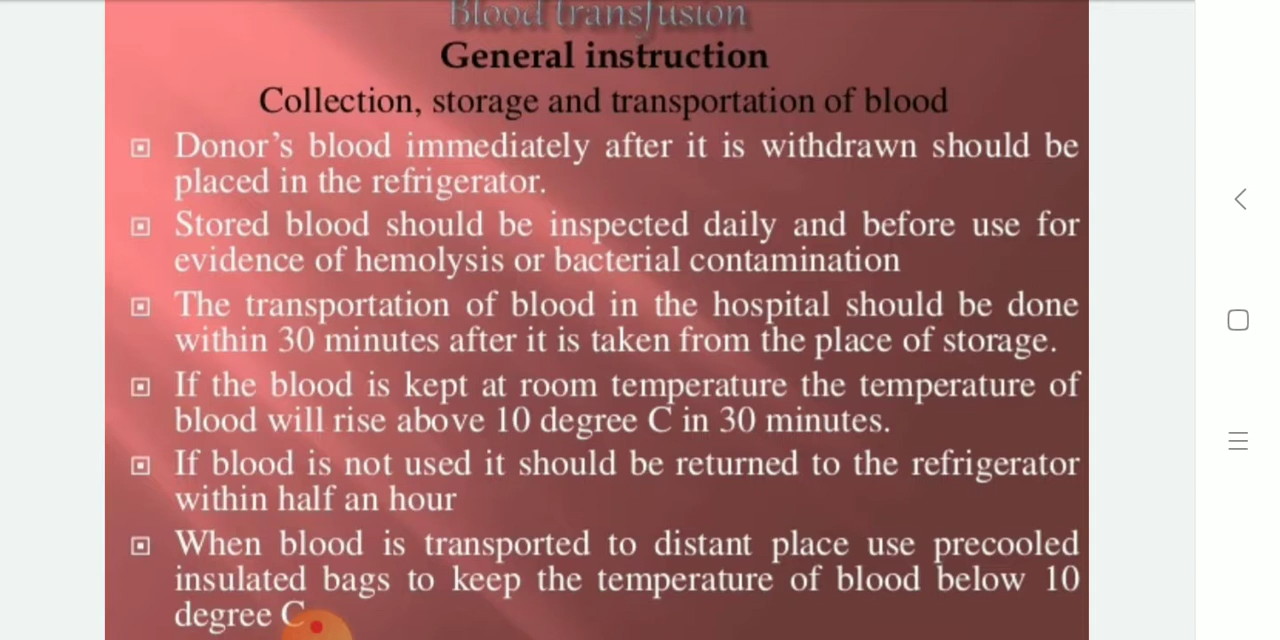 Blood transfusion
General instruction
Collection, storage and transportation of blood
Donor's blood immediately after it is withdrawn should be
placed in the refrigerator.
Stored blood should be inspected daily and before use for
evidence of hemolysis or bacterial contamination
The transportation of blood in the hospital should be done
within 30 minutes after it is taken from the place of storage.
If the blood is kept at room temperature the temperature of
blood will rise above 10 degree C in 30 minutes.
If blood is not used it should be returned to the refrigerator
within half an hour
When blood is transported to distant place use precooled
insulated bags to keep the temperature of blood below 10
degree C